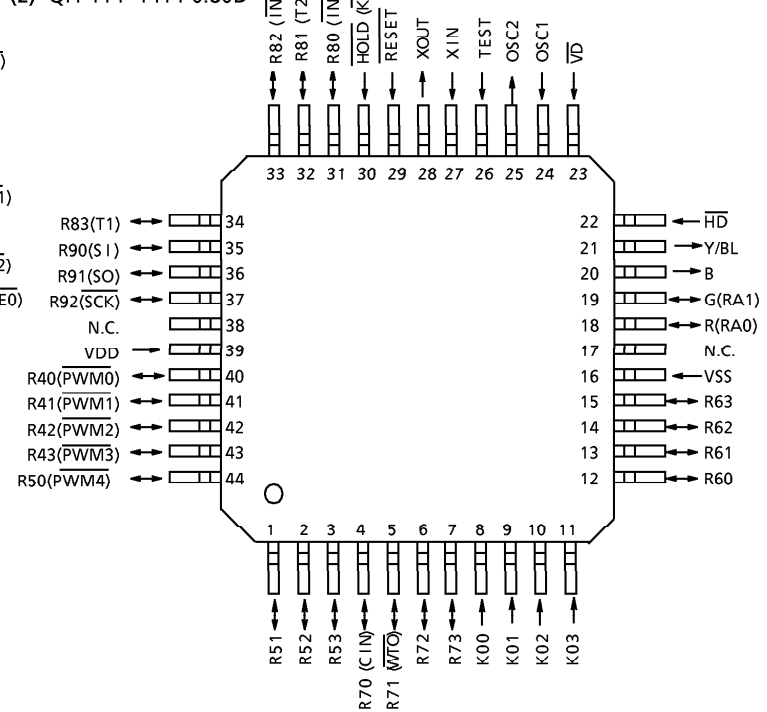 R82 (IN
R81 (T2
R80 (IN
HOLD (K
RESET
XOUT
XIN
TEST
OSC2
OSC1
VD
33 32 31 30 29 28 27 26 25 24 23
R83(T1) 34
R90(SI) 35
R91(SO) 36
R92(SCK) 37
N.C. 38
VDD 39
R40(PWM0) 40
R41(PWM1) 41
R42(PWM2) 42
R43(PWM3) 43
R50(PWM4) 44
22 HD
21 Y/BL
20 B
19 G(RA1)
18 R(RA0)
17 N.C.
16 VSS
15 R63
14 R62
13 R61
12 R60
1 2 3 4 5 6 7 8 9 10 11
R51
R52
R53
R70 (CIN)
R71 (WTO)
R72
R73
K00
K01
K02
K03
1)
2)
E0)